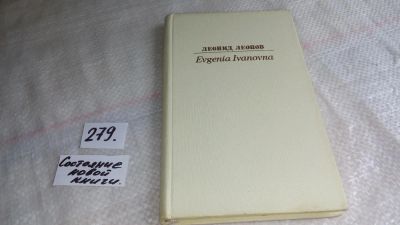 ЛЕОНИД ЛЕОНОВ
Evgenia Ivanovna
279.
Состояние
новой
книги.